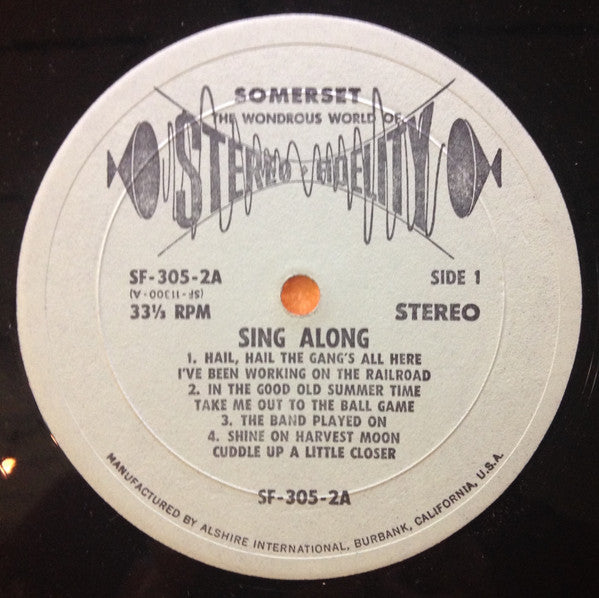 SOMERSET
THE WONDROUS WORLD OF
STEREO · FIDELITY
SF-305-2A
SIDE 1
(SF-11300-A)
33⅓ RPM
STEREO
SING ALONG
1. HAIL, HAIL THE GANG'S ALL HERE
I'VE BEEN WORKING ON THE RAILROAD
2. IN THE GOOD OLD SUMMER TIME
TAKE ME OUT TO THE BALL GAME
3. THE BAND PLAYED ON
4. SHINE ON HARVEST MOON
CUDDLE UP A LITTLE CLOSER
SF-305-2A
MANUFACTURED BY ALSHIRE INTERNATIONAL, BURBANK, CALIFORNIA, U.S.A.